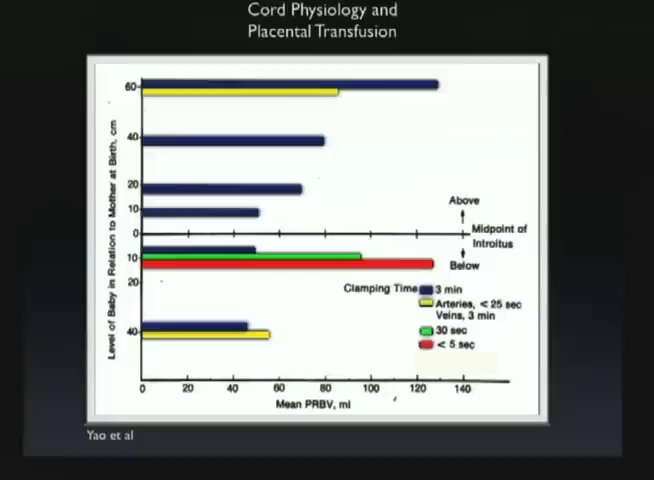 Cord Physiology and
Placental Transfusion
Level of Baby in Relation to Mother at Birth, cm
60
40
20
10
0
10
20
40
Above
Midpoint of
Introitus
Below
Clamping Time
3 min
Arteries, < 25 sec
Veins, 3 min
30 sec
< 5 sec
0 20 40 60 80 100 120 140
Mean PRBV, ml
Yao et al